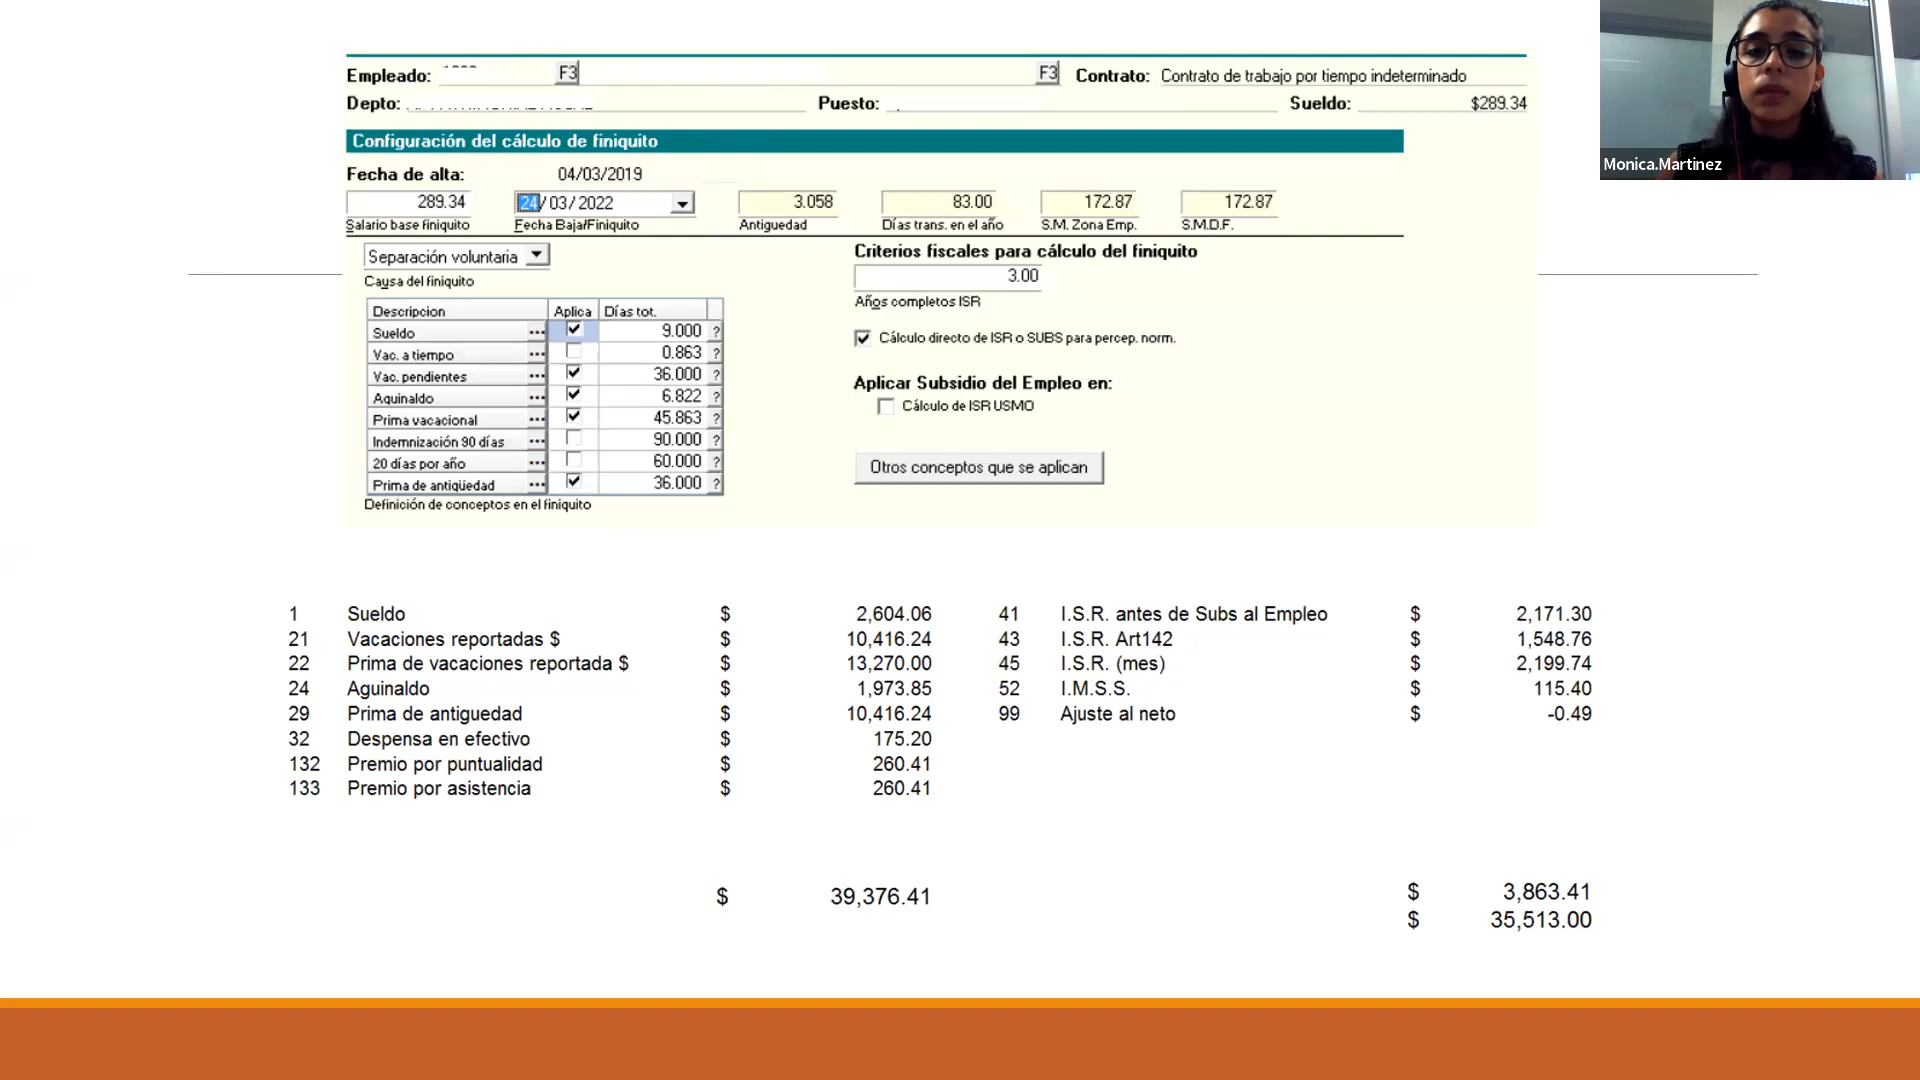 Empleado: F3 F3 Contrato: Contrato de trabajo por tiempo indeterminado
Depto: Puesto: Sueldo: $289.34
Configuración del cálculo de finiquito
Fecha de alta: 04/03/2019
289.34 24/03/2022 3.058 83.00 172.87 172.87
Salario base finiquito Fecha Baja/Finiquito Antiguedad Días trans. en el año S.M. Zona Emp. S.M.D.F.
Separación voluntaria
Causa del finiquito
Criterios fiscales para cálculo del finiquito
3.00
Años completos ISR
Cálculo directo de ISR o SUBS para percep. norm.
Aplicar Subsidio del Empleo en:
Cálculo de ISR USMO
Otros conceptos que se aplican
Descripcion Aplica Días tot.
Sueldo ... 9.000 ?
Vac. a tiempo ... 0.863 ?
Vac. pendientes ... 36.000 ?
Aguinaldo ... 6.822 ?
Prima vacacional ... 45.863 ?
Indemnización 90 días ... 90.000 ?
20 días por año ... 60.000 ?
Prima de antigüedad ... 36.000 ?
Definición de conceptos en el finiquito
1 Sueldo $ 2,604.06 41 I.S.R. antes de Subs al Empleo $ 2,171.30
21 Vacaciones reportadas $ $ 10,416.24 43 I.S.R. Art142 $ 1,548.76
22 Prima de vacaciones reportada $ $ 13,270.00 45 I.S.R. (mes) $ 2,199.74
24 Aguinaldo $ 1,973.85 52 I.M.S.S. $ 115.40
29 Prima de antiguedad $ 10,416.24 99 Ajuste al neto $ -0.49
32 Despensa en efectivo $ 175.20
132 Premio por puntualidad $ 260.41
133 Premio por asistencia $ 260.41
$ 39,376.41 $ 3,863.41
$ 35,513.00
Monica.Martinez